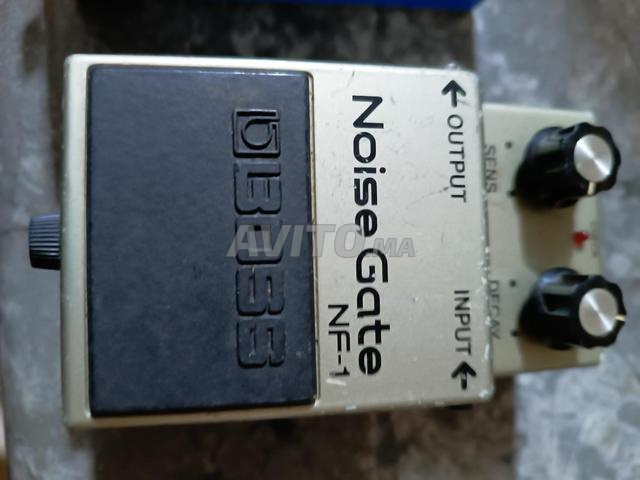 SENS
DECAY
OUTPUT
INPUT
Noise Gate
NF-1
BOSS
AVITO.MA